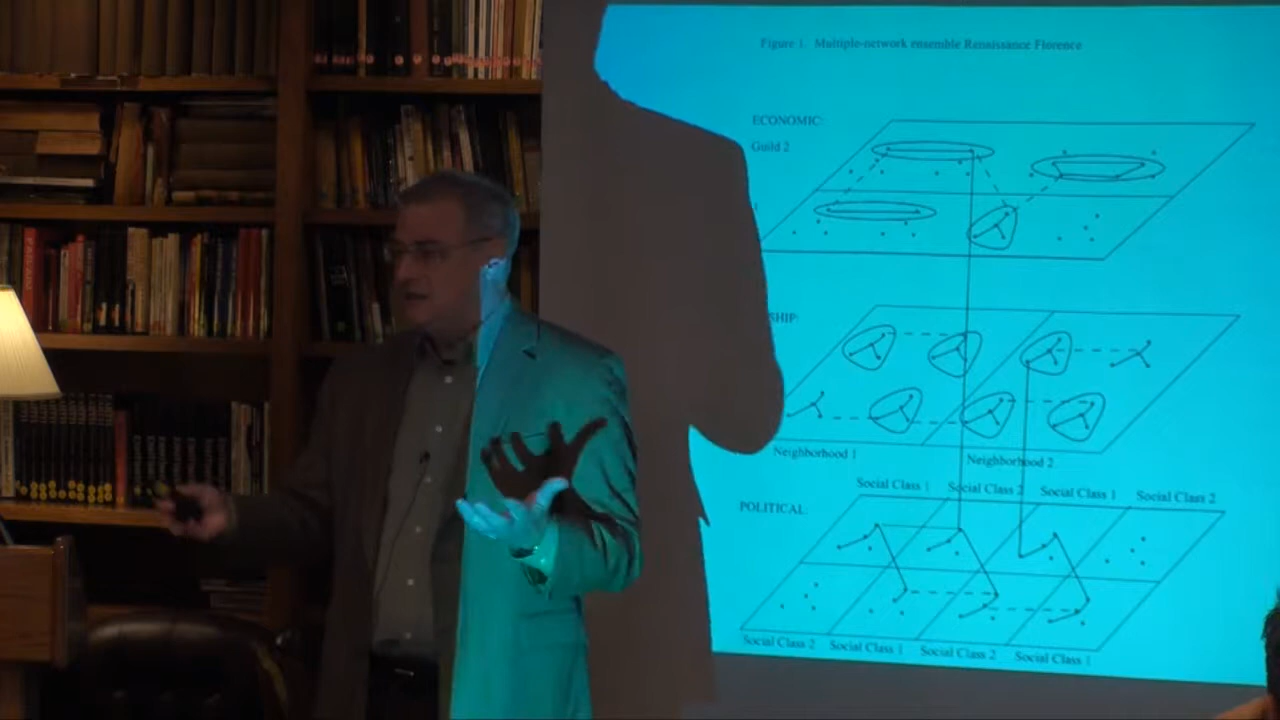 Figure 1. Multiple-network ensemble Renaissance Florence
ECONOMIC:
Guild 2
SHIP:
Neighborhood 1
Neighborhood 2
Social Class 1 Social Class 2 Social Class 1 Social Class 2
POLITICAL:
Social Class 2 Social Class 1 Social Class 2 Social Class 1